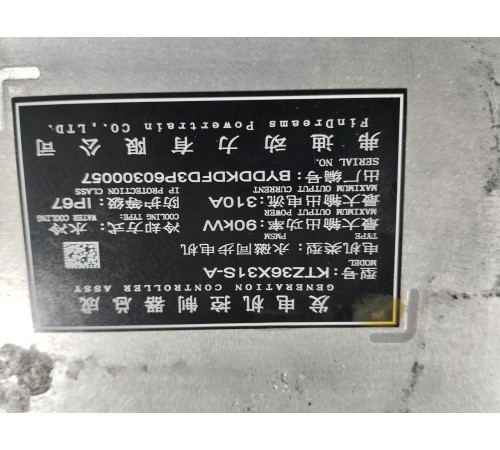 发电机控制器总成
GENERATION CONTROLLER ASSY
型号:KTZ36X31S-A
MODEL
电机类型:永磁同步电机
TYPE PMSM
最大输出功率:90kW 冷却方式:水冷
MAXIMUM OUTPUT POWER COOLING TYPE: WATER COOLING
最大输出电流:310A 防护等级:IP67
MAXIMUM OUTPUT CURRENT IP PROTECTION CLASS
出厂编号:BYDDKDFD3P60300057
SERIAL NO.
弗迪动力有限公司
FinDreams Powertrain CO.,LTD.